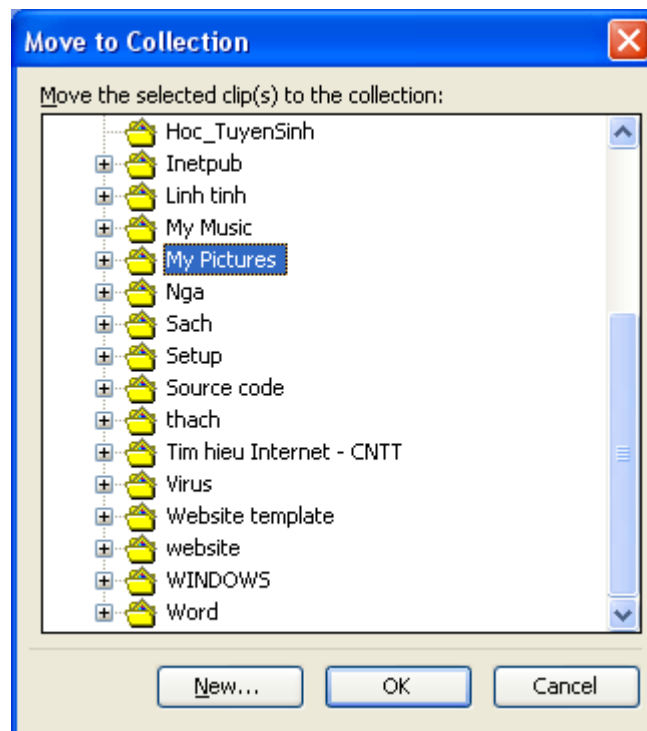 Move to Collection
Move the selected clip(s) to the collection:
Hoc_TuyenSinh
Inetpub
Linh tinh
My Music
My Pictures
Nga
Sach
Setup
Source code
thach
Tim hieu Internet - CNTT
Virus
Website template
website
WINDOWS
Word
New... OK Cancel